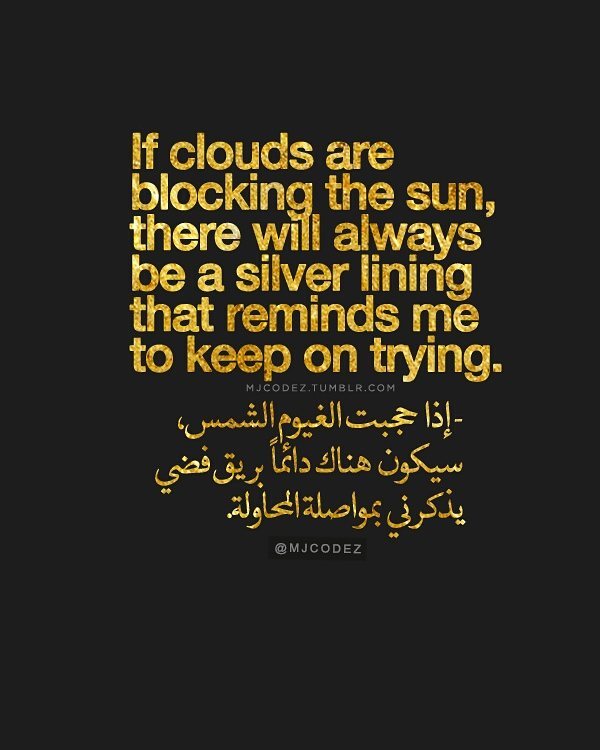 If clouds are
blocking the sun,
there will always
be a silver lining
that reminds me
to keep on trying.
MJCODEZ.TUMBLR.COM
- إذا حجبت الغيوم الشمس،
سيكون هناك دائماً بريق فضي
يذكرني بمواصلة المحاولة.
@MJCODEZ